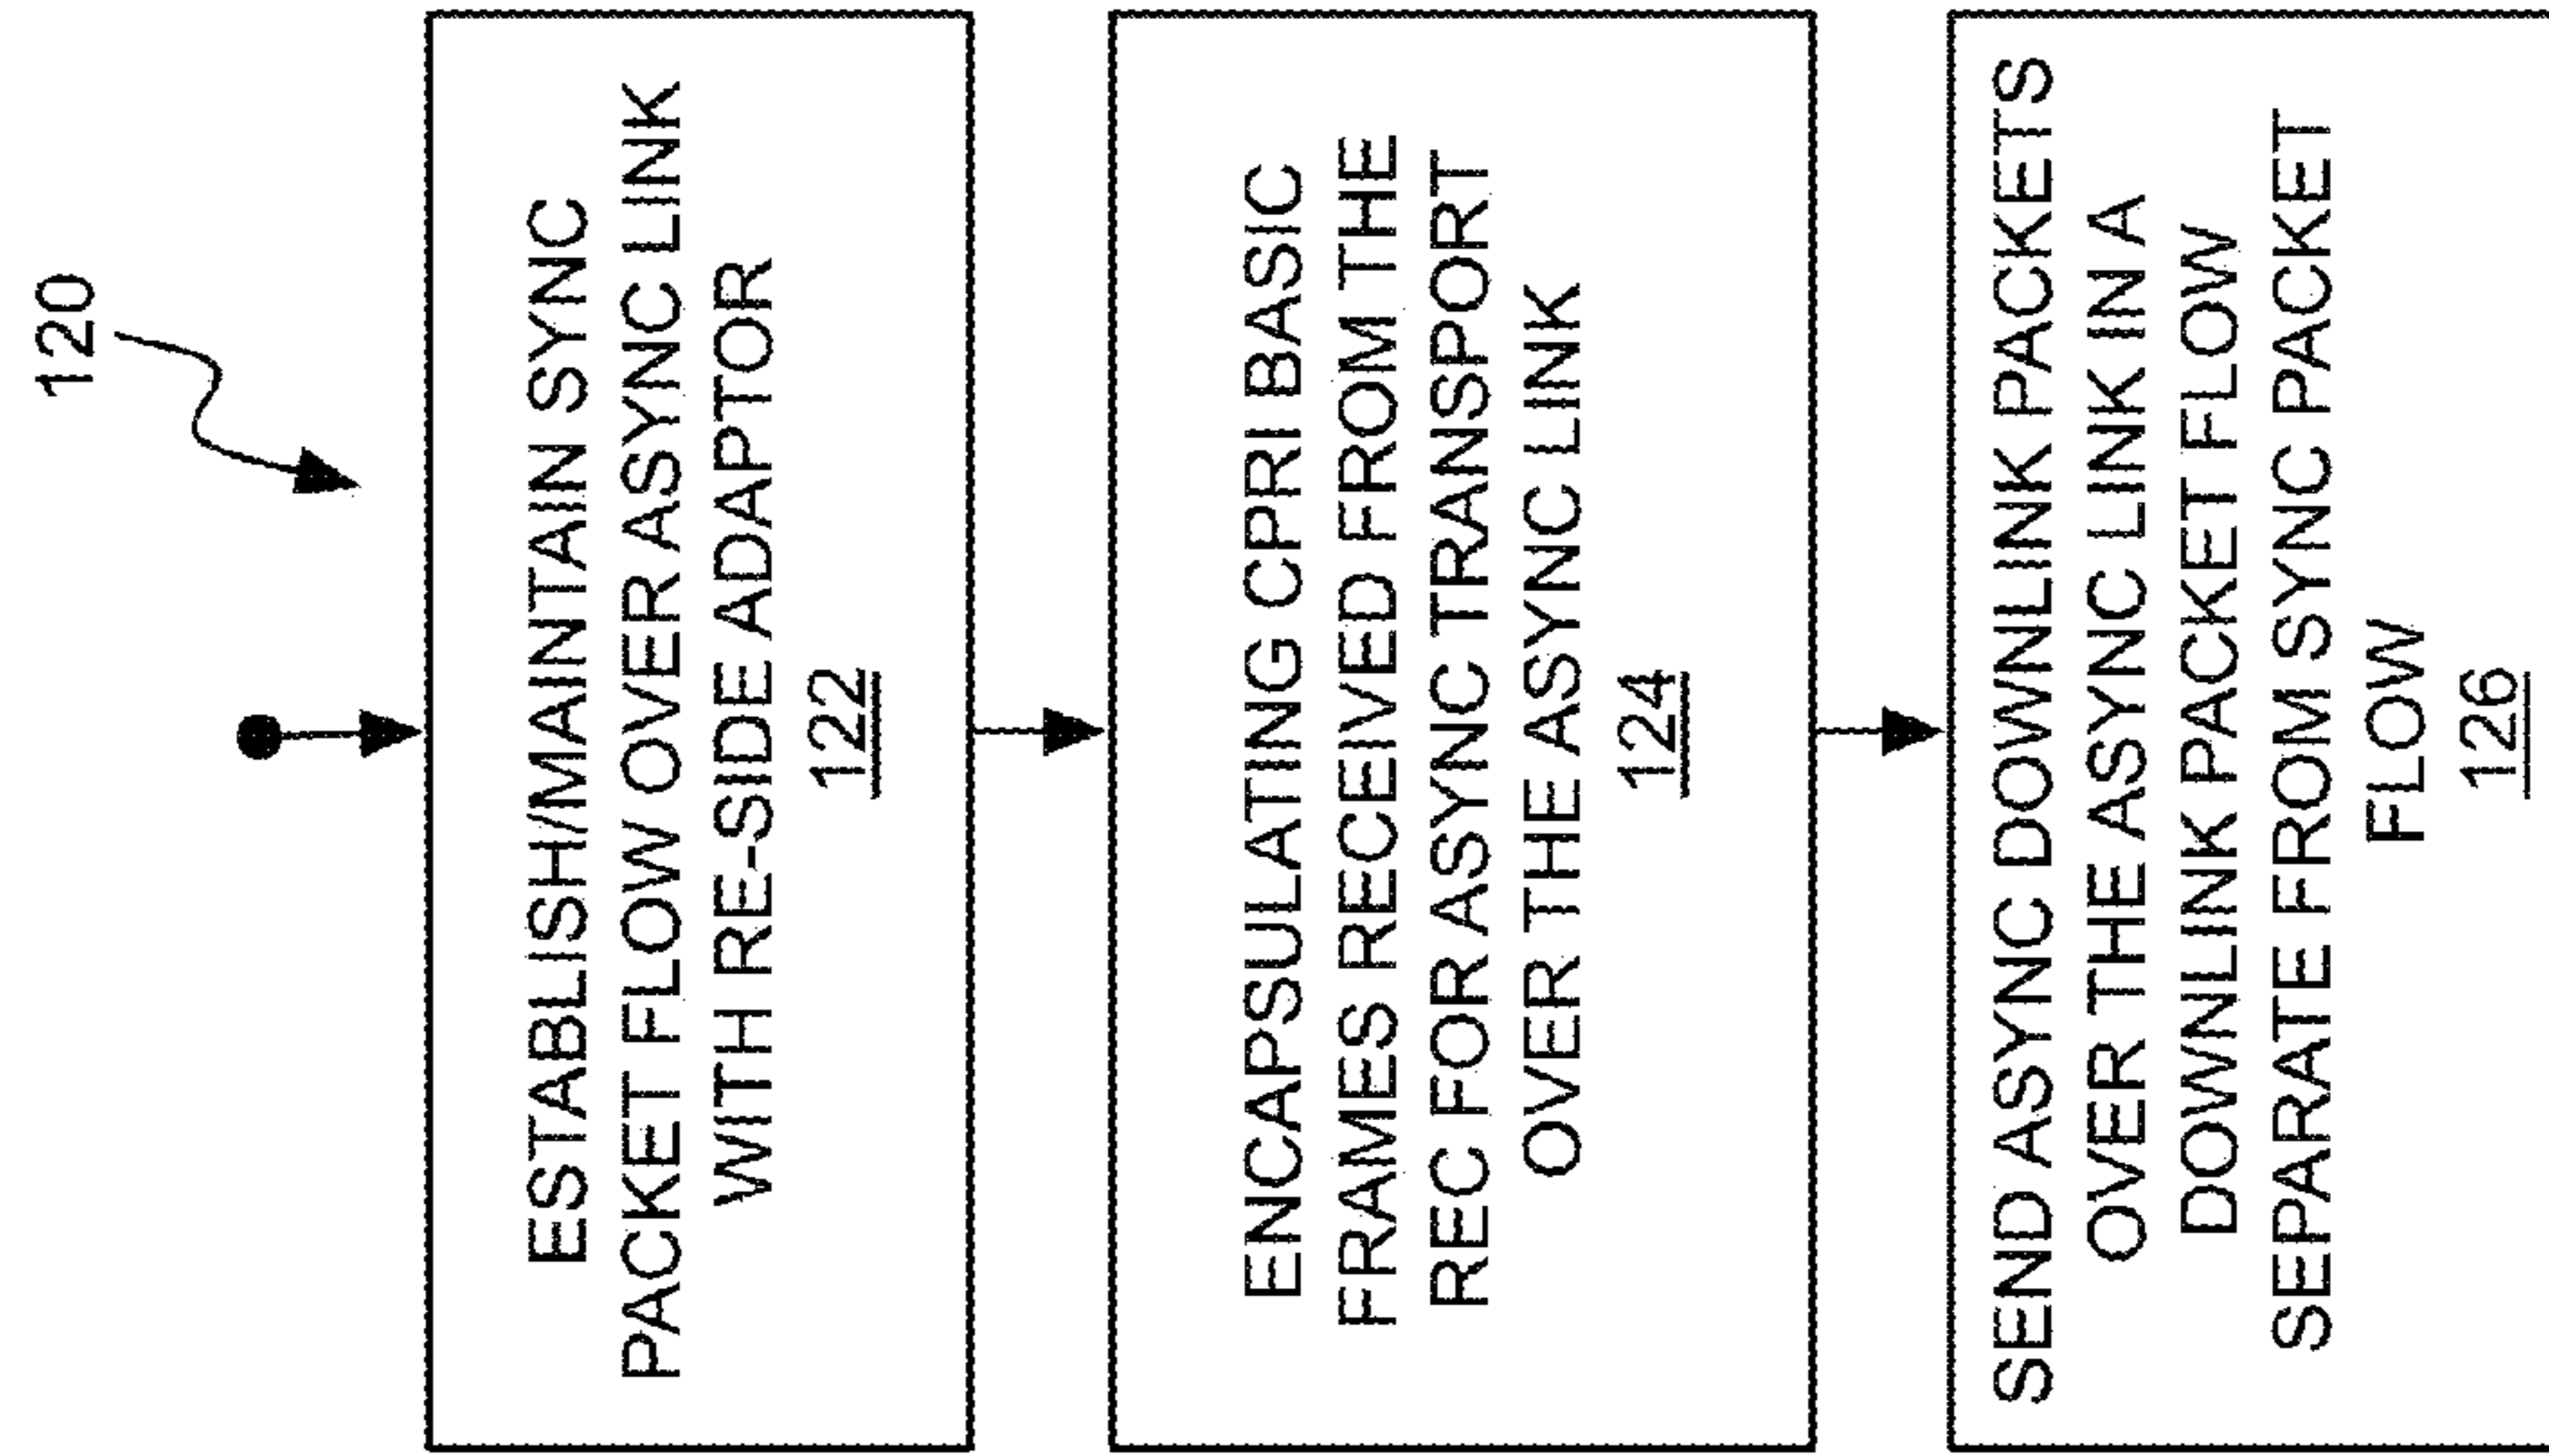 120
ESTABLISH/MAINTAIN SYNC
PACKET FLOW OVER ASYNC LINK
WITH RE-SIDE ADAPTOR
122
ENCAPSULATING CPRI BASIC
FRAMES RECEIVED FROM THE
REC FOR ASYNC TRANSPORT
OVER THE ASYNC LINK
124
SEND ASYNC DOWNLINK PACKETS
OVER THE ASYNC LINK IN A
DOWNLINK PACKET FLOW
SEPARATE FROM SYNC PACKET
FLOW
126